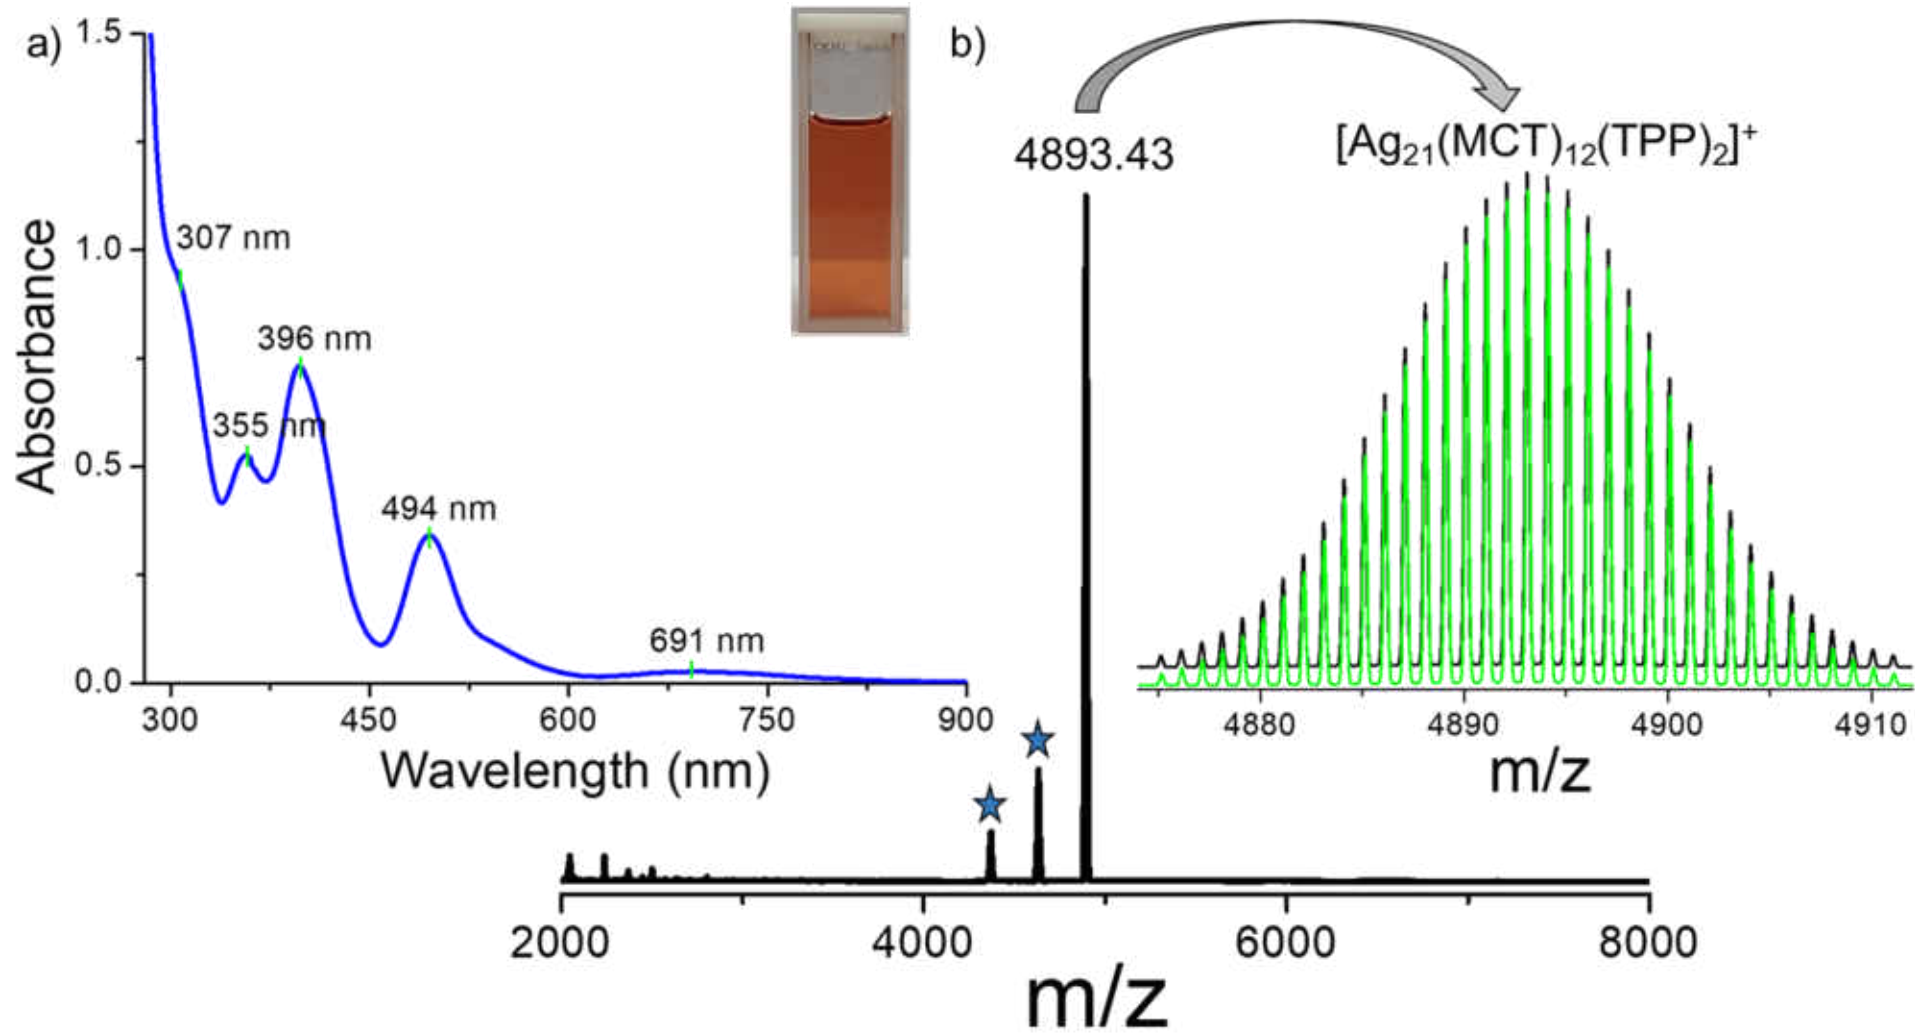 a)
1.5
1.0
0.5
0.0
Absorbance
307 nm
355 nm
396 nm
494 nm
691 nm
300 450 600 750 900
Wavelength (nm)
b)
4893.43
[Ag₂₁(MCT)₁₂(TPP)₂]⁺
4880 4890 4900 4910
m/z
2000 4000 6000 8000
m/z